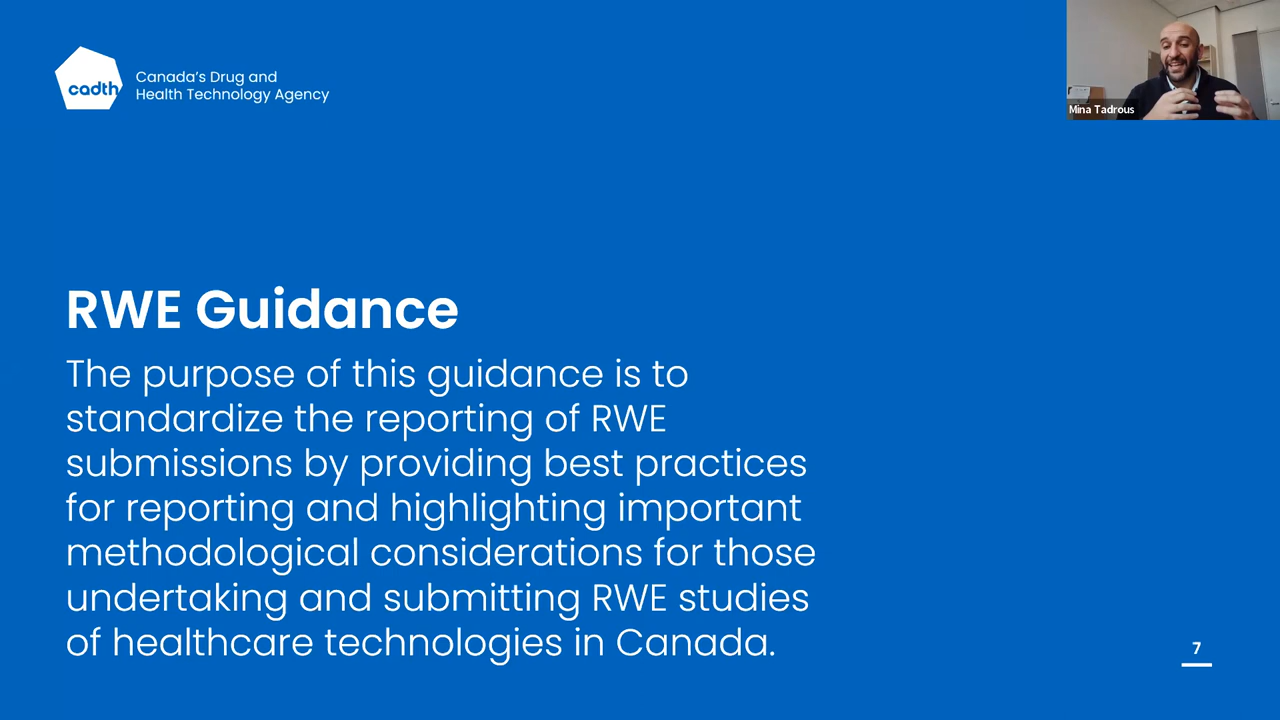 cadth
Canada's Drug and
Health Technology Agency
Mina Tadrous
RWE Guidance
The purpose of this guidance is to
standardize the reporting of RWE
submissions by providing best practices
for reporting and highlighting important
methodological considerations for those
undertaking and submitting RWE studies
of healthcare technologies in Canada.
7